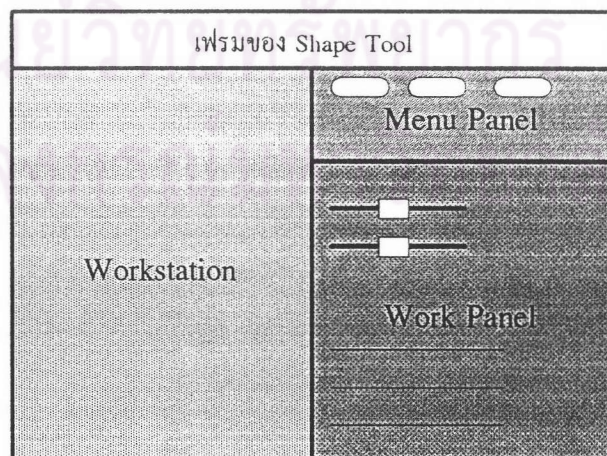 เฟรมของ Shape Tool
Menu Panel
Workstation
Work Panel